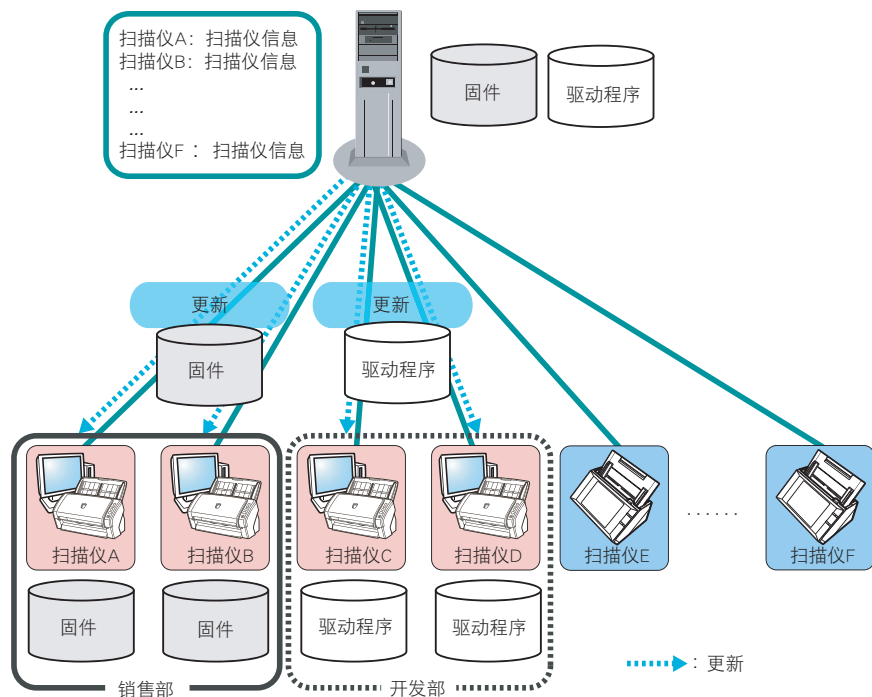 扫描仪A：扫描仪信息
扫描仪B：扫描仪信息
...
...
...
扫描仪F ： 扫描仪信息
固件
驱动程序
更新
更新
固件
驱动程序
扫描仪A
扫描仪B
扫描仪C
扫描仪D
扫描仪E
......
扫描仪F
固件
固件
驱动程序
驱动程序
：更新
销售部
开发部